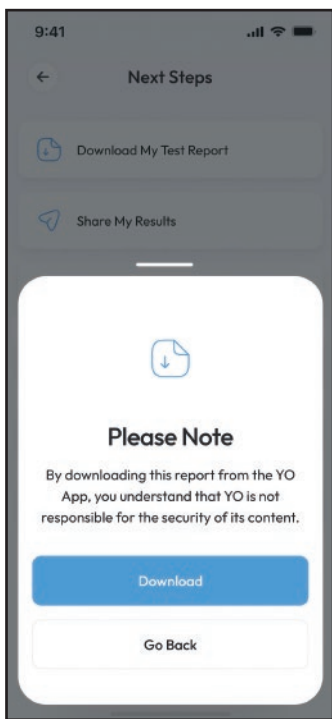 9:41
Next Steps
Download My Test Report
Share My Results
Please Note
By downloading this report from the YO
App, you understand that YO is not
responsible for the security of its content.
Download
Go Back